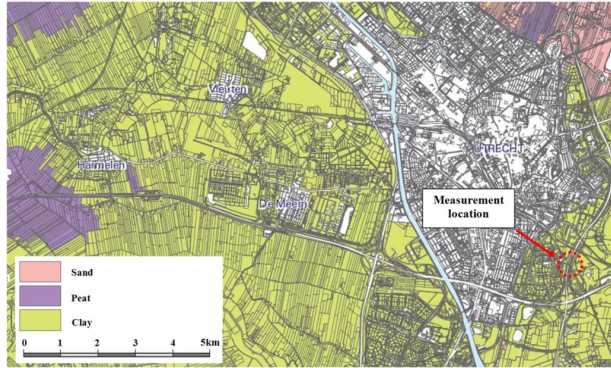 Vleuten
UTRECHT
Harmelen
De Meern
Measurement
location
Sand
Peat
Clay
0 1 2 3 4 5km